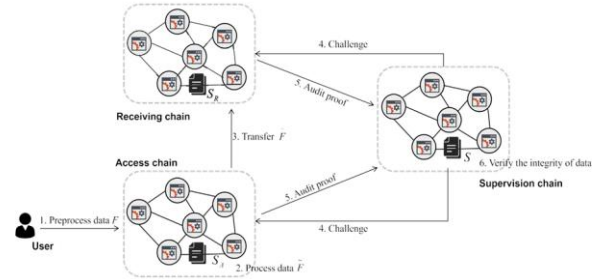 4. Challenge
5. Audit proof
S_R
Receiving chain
3. Transfer F
Access chain
S
6. Verify the integrity of data
Supervision chain
5. Audit proof
1. Preprocess data F
User
S_A
4. Challenge
2. Process data F̃